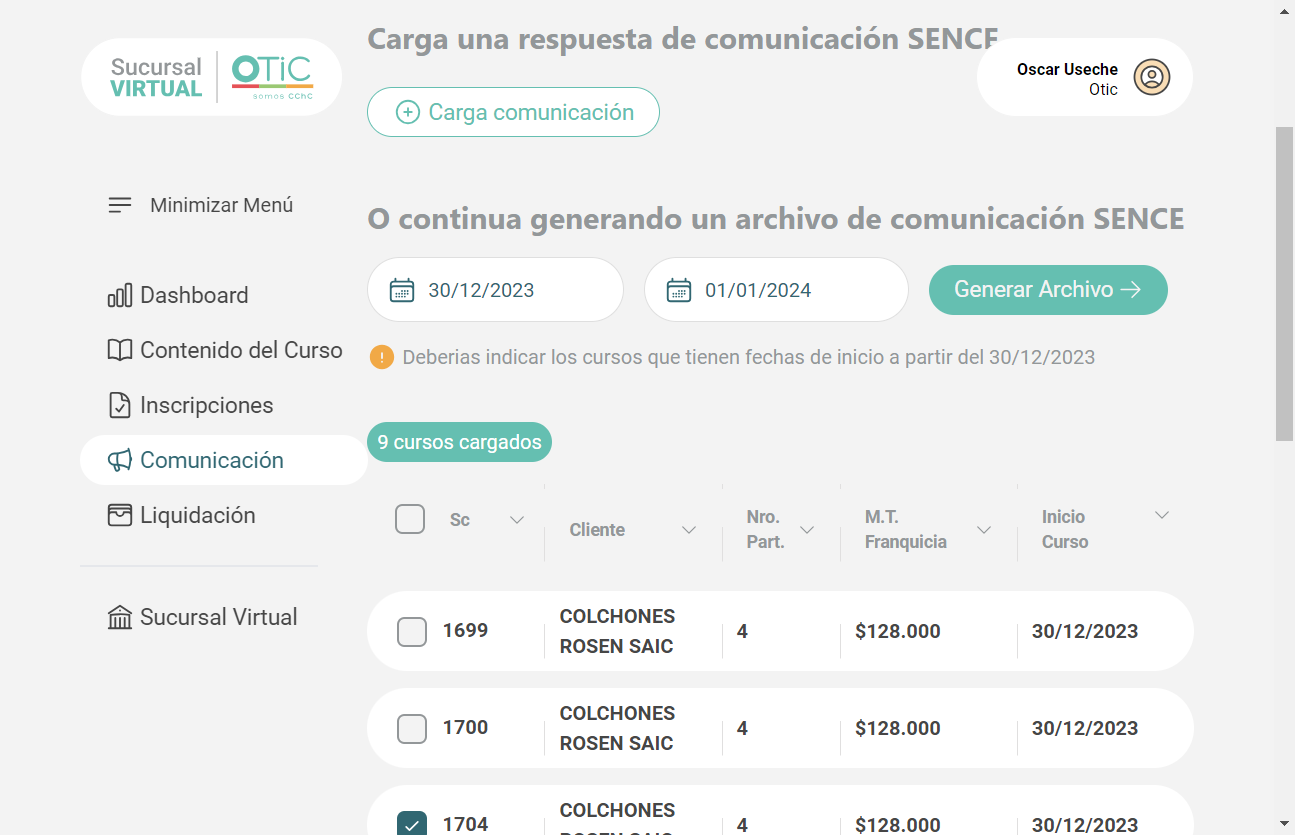 Carga una respuesta de comunicación SENCE
Sucursal
VIRTUAL
OTiC
somos CChC
Oscar Useche
Otic
Carga comunicación
Minimizar Menú
O continua generando un archivo de comunicación SENCE
30/12/2023
01/01/2024
Generar Archivo
Dashboard
Contenido del Curso
Deberias indicar los cursos que tienen fechas de inicio a partir del 30/12/2023
Inscripciones
Comunicación
9 cursos cargados
Liquidación
Sc
Cliente
Nro.
Part.
M.T.
Franquicia
Inicio
Curso
Sucursal Virtual
1699
COLCHONES
ROSEN SAIC
4
$128.000
30/12/2023
1700
COLCHONES
ROSEN SAIC
4
$128.000
30/12/2023
1704
COLCHONES
ROSEN SAIC
4
$128.000
30/12/2023